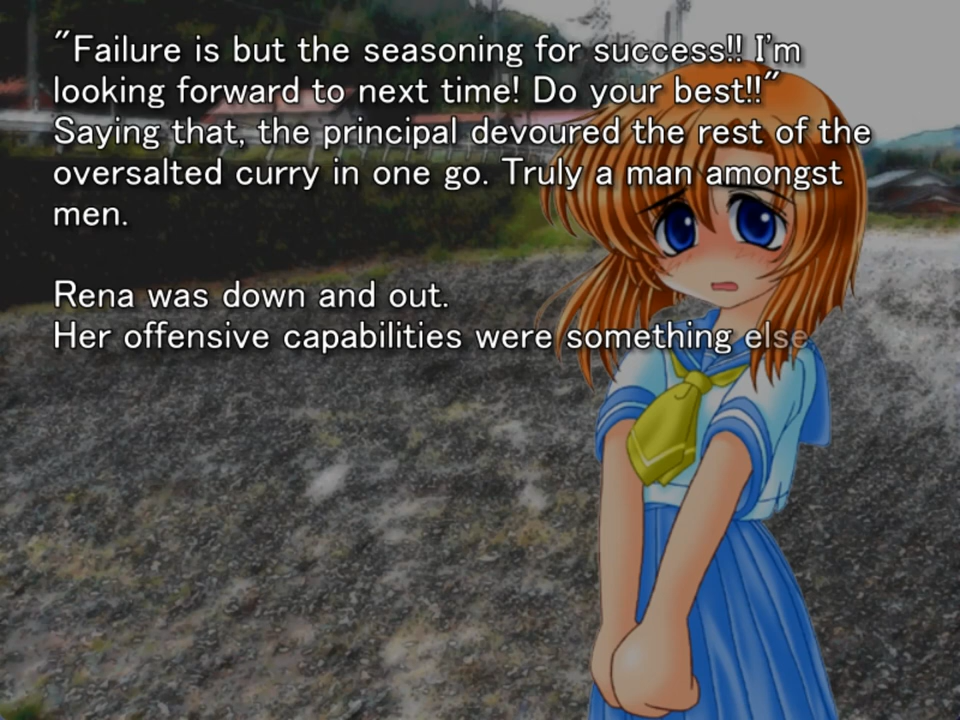 "Failure is but the seasoning for success!! I'm
looking forward to next time! Do your best!!"
Saying that, the principal devoured the rest of the
oversalted curry in one go. Truly a man amongst
men.
Rena was down and out.
Her offensive capabilities were something else